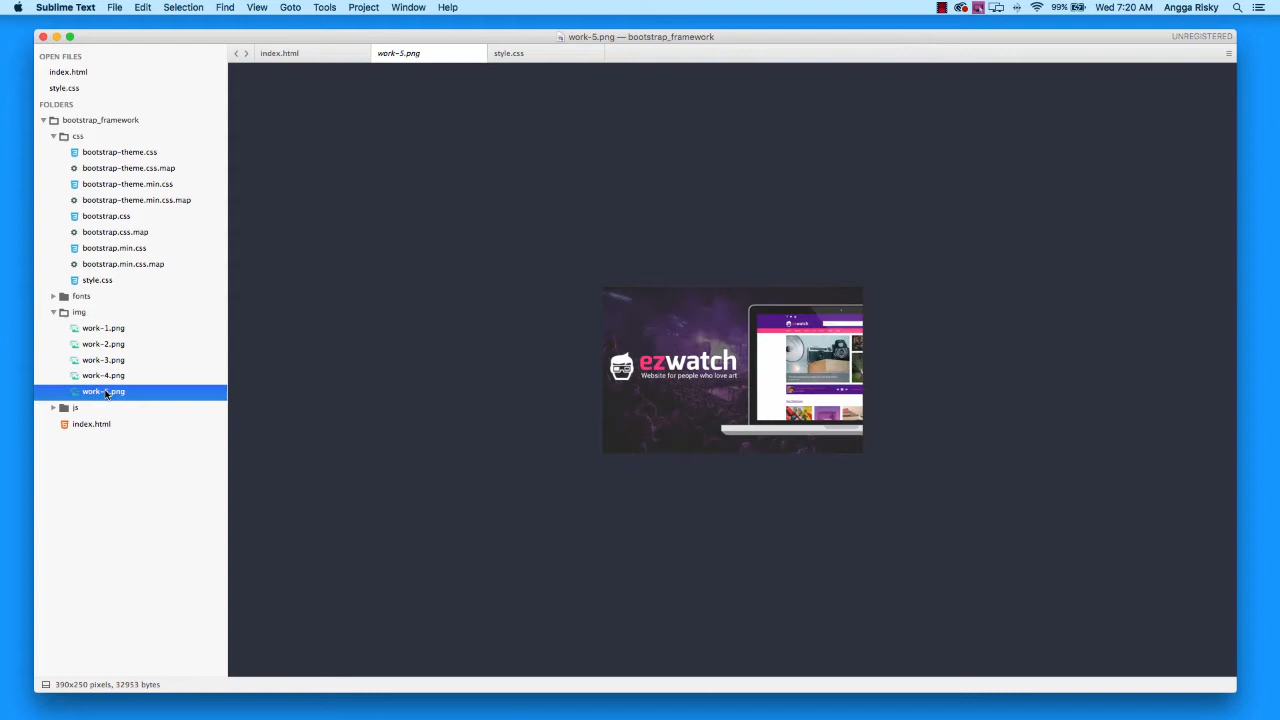 Sublime Text File Edit Selection Find View Goto Tools Project Window Help 99% Wed 7:20 AM Angga Risky
work-5.png — bootstrap_framework UNREGISTERED
OPEN FILES
index.html
style.css
FOLDERS
bootstrap_framework
css
bootstrap-theme.css
bootstrap-theme.css.map
bootstrap-theme.min.css
bootstrap-theme.min.css.map
bootstrap.css
bootstrap.css.map
bootstrap.min.css
bootstrap.min.css.map
style.css
fonts
img
work-1.png
work-2.png
work-3.png
work-4.png
work-5.png
js
index.html
index.html work-5.png style.css
ezwatch
Website for people who love art
390x250 pixels, 32953 bytes